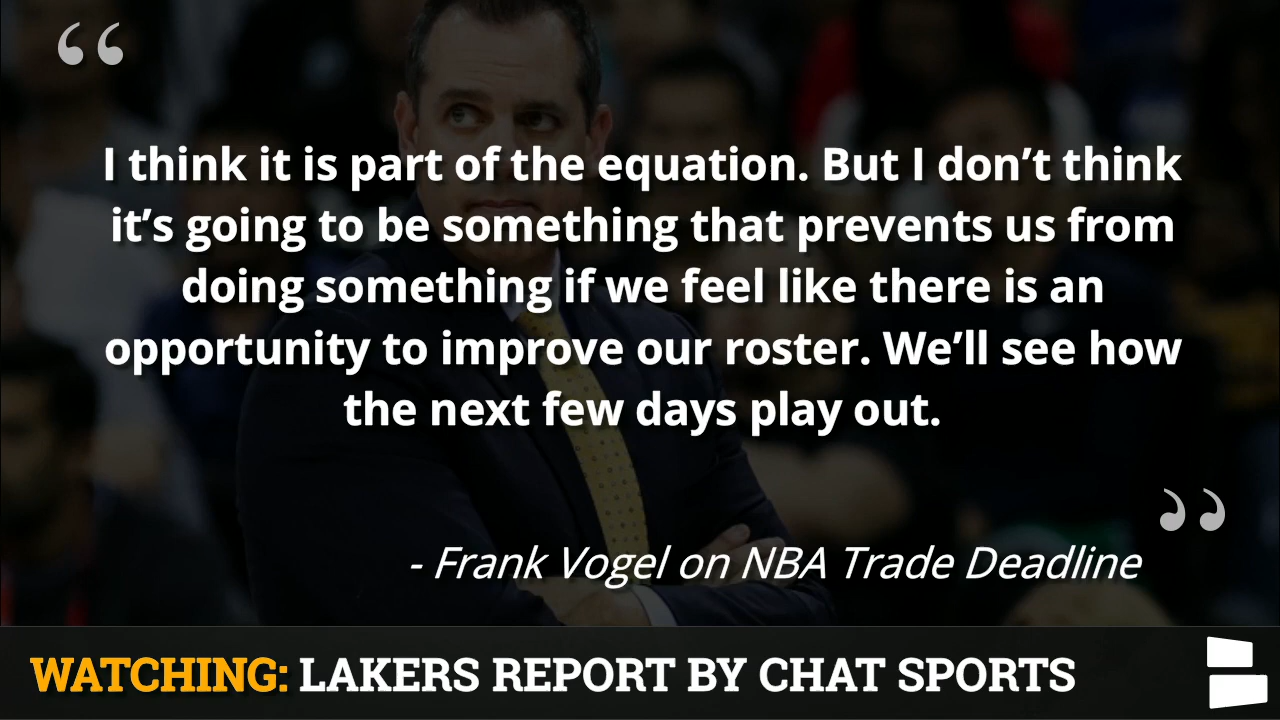 “
I think it is part of the equation. But I don’t think
it’s going to be something that prevents us from
doing something if we feel like there is an
opportunity to improve our roster. We’ll see how
the next few days play out.
”
- Frank Vogel on NBA Trade Deadline
WATCHING: LAKERS REPORT BY CHAT SPORTS